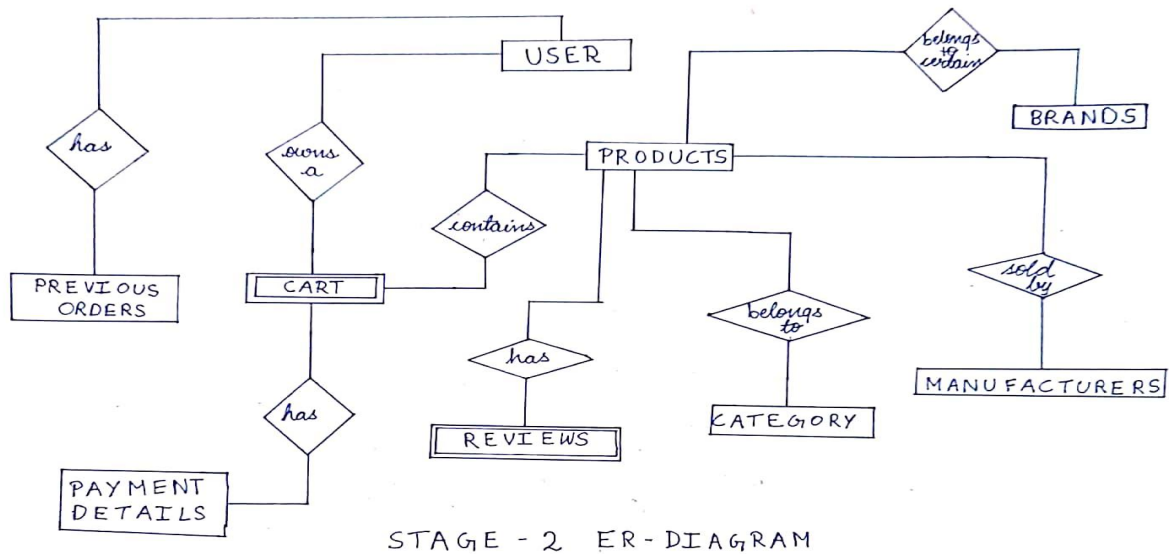 USER
belongs
to
certain
BRANDS
has
owns
a
PRODUCTS
contains
PREVIOUS
ORDERS
CART
sold
by
belongs
to
has
MANUFACTURERS
has
CATEGORY
REVIEWS
PAYMENT
DETAILS
STAGE - 2 ER - DIAGRAM